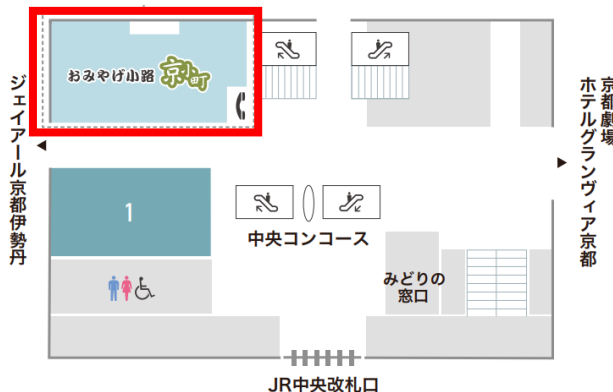 おみやげ小路 京小町
ジェイアール京都伊勢丹
京都劇場
ホテルグランヴィア京都
1
中央コンコース
みどりの
窓口
JR中央改札口